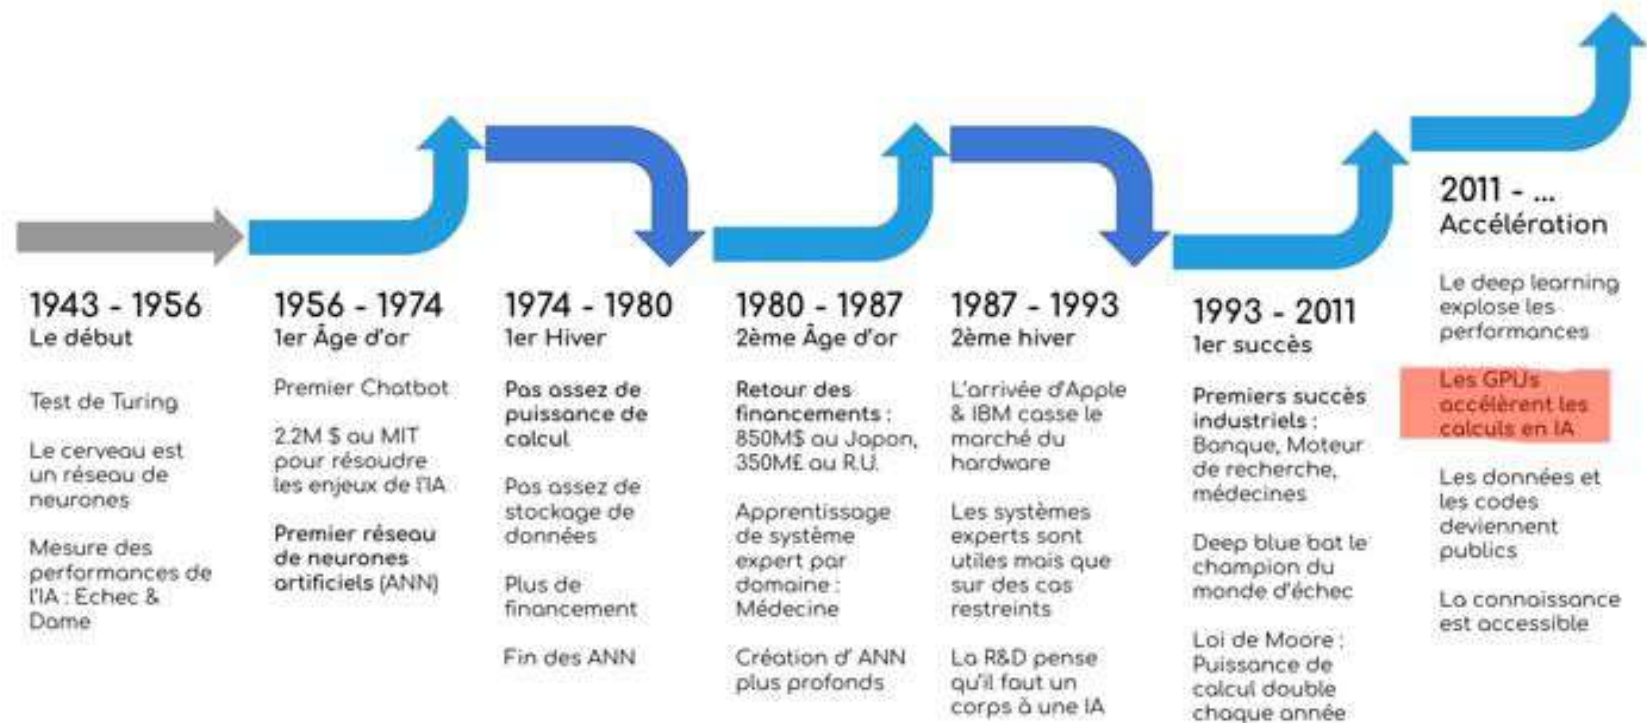 1943 - 1956
Le début
Test de Turing
Le cerveau est
un réseau de
neurones
Mesure des
performances de
l'IA : Echec &
Dame
1956 - 1974
1er Âge d'or
Premier Chatbot
2.2M $ au MIT
pour résoudre
les enjeux de l'IA
Premier réseau
de neurones
artificiels (ANN)
1974 - 1980
1er Hiver
Pas assez de
puissance de
calcul
Pas assez de
stockage de
données
Plus de
financement
Fin des ANN
1980 - 1987
2ème Âge d'or
Retour des
financements :
850M$ au Japon,
350M£ au R.U.
Apprentissage
de système
expert par
domaine :
Médecine
Création d' ANN
plus profonds
1987 - 1993
2ème hiver
L'arrivée d'Apple
& IBM casse le
marché du
hardware
Les systèmes
experts sont
utiles mais que
sur des cas
restreints
La R&D pense
qu'il faut un
corps à une IA
1993 - 2011
1er succès
Premiers succès
industriels :
Banque, Moteur
de recherche,
médecines
Deep blue bat le
champion du
monde d'échec
Loi de Moore :
Puissance de
calcul double
chaque année
2011 - ...
Accélération
Le deep learning
explose les
performances
Les GPUs
accélèrent les
calculs en IA
Les données et
les codes
deviennent
publics
La connaissance
est accessible